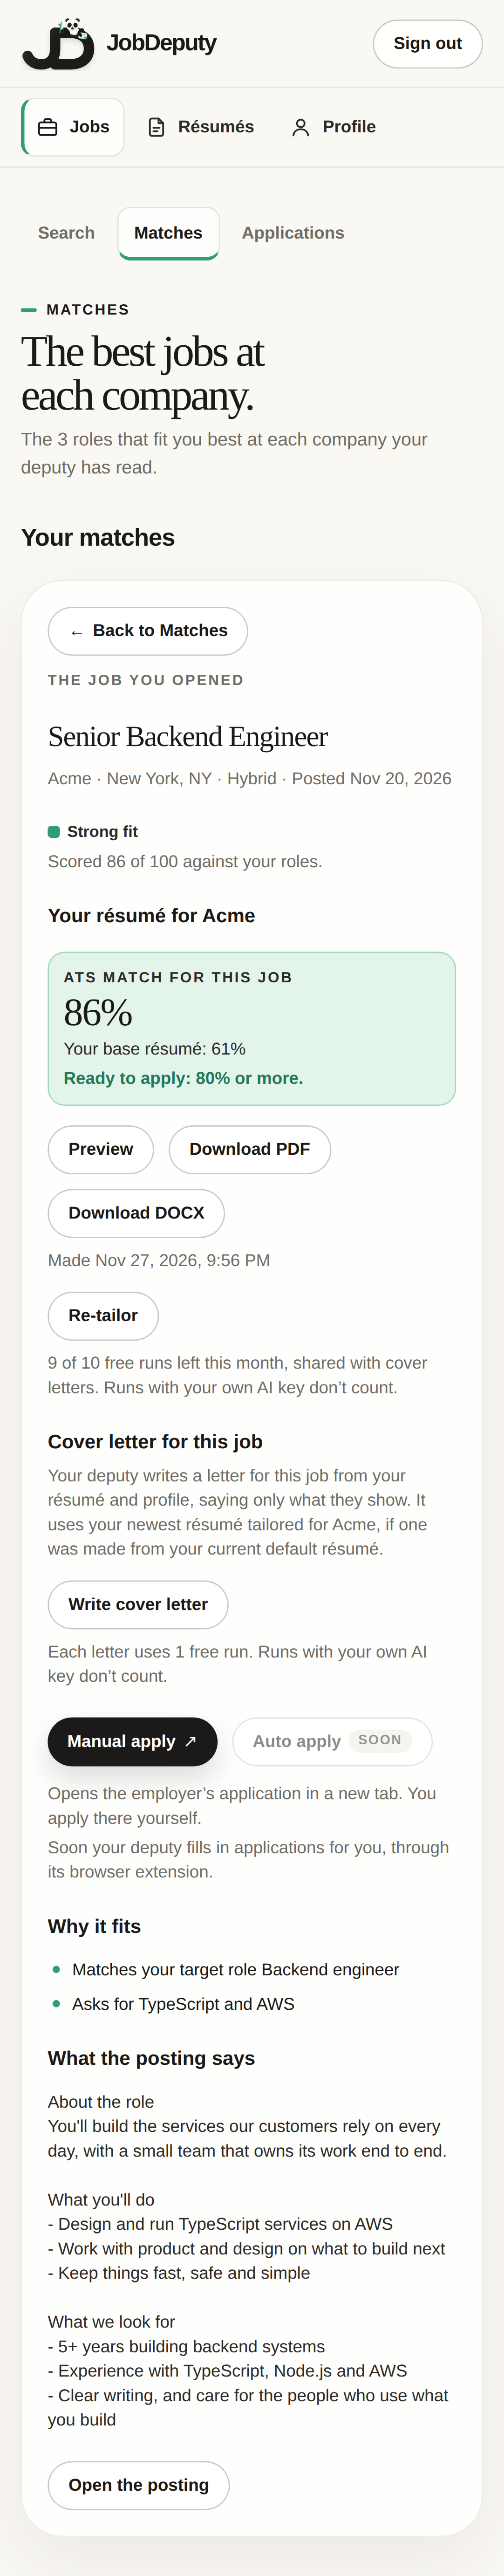 JobDeputy
Sign out
Jobs
Résumés
Profile
Search
Matches
Applications
MATCHES
The best jobs at
each company.
The 3 roles that fit you best at each company your
deputy has read.
Your matches
← Back to Matches
THE JOB YOU OPENED
Senior Backend Engineer
Acme · New York, NY · Hybrid · Posted Nov 20, 2026
Strong fit
Scored 86 of 100 against your roles.
Your résumé for Acme
ATS MATCH FOR THIS JOB
86%
Your base résumé: 61%
Ready to apply: 80% or more.
Preview
Download PDF
Download DOCX
Made Nov 27, 2026, 9:56 PM
Re-tailor
9 of 10 free runs left this month, shared with cover
letters. Runs with your own AI key don’t count.
Cover letter for this job
Your deputy writes a letter for this job from your
résumé and profile, saying only what they show. It
uses your newest résumé tailored for Acme, if one
was made from your current default résumé.
Write cover letter
Each letter uses 1 free run. Runs with your own AI
key don’t count.
Manual apply ↗
Auto apply SOON
Opens the employer’s application in a new tab. You
apply there yourself.
Soon your deputy fills in applications for you, through
its browser extension.
Why it fits
Matches your target role Backend engineer
Asks for TypeScript and AWS
What the posting says
About the role
You'll build the services our customers rely on every
day, with a small team that owns its work end to end.
What you'll do
- Design and run TypeScript services on AWS
- Work with product and design on what to build next
- Keep things fast, safe and simple
What we look for
- 5+ years building backend systems
- Experience with TypeScript, Node.js and AWS
- Clear writing, and care for the people who use what
you build
Open the posting